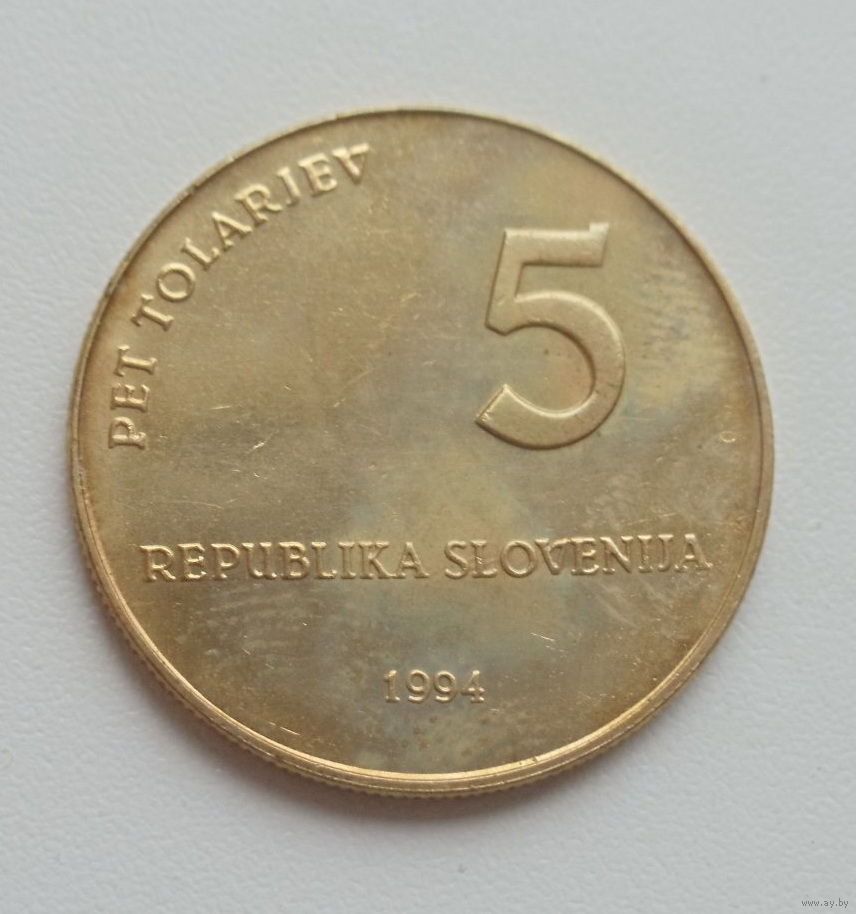 PET TOLARJEV
5
REPUBLIKA SLOVENIJA
1994
www.ay.by